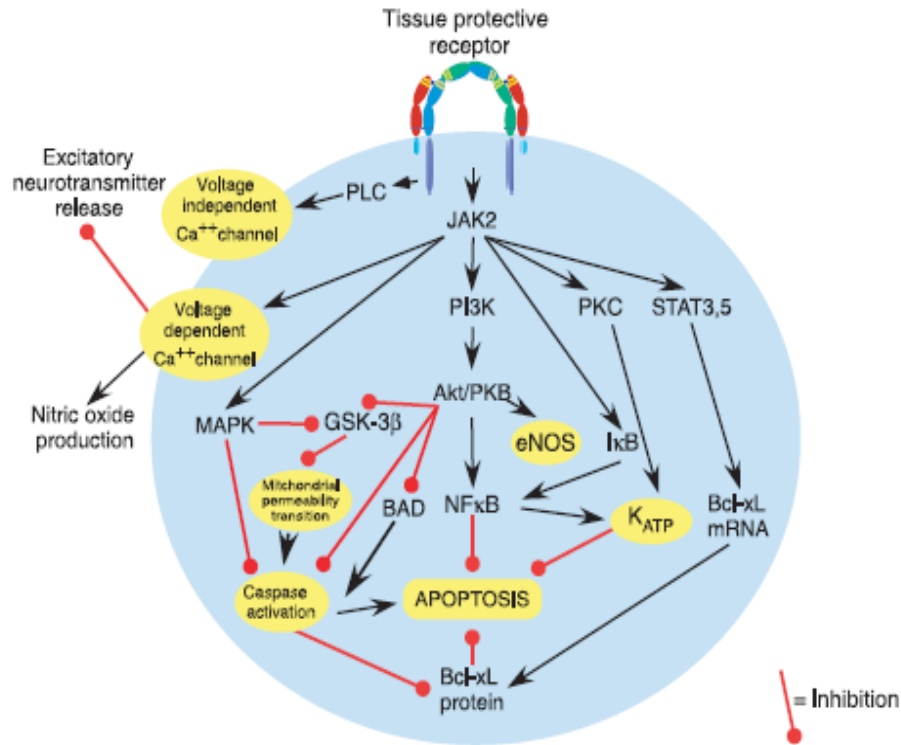 Tissue protective
receptor
Excitatory
neurotransmitter
release
Voltage
independent
Ca++channel
PLC
JAK2
Voltage
dependent
Ca++channel
PI3K
PKC
STAT3,5
Nitric oxide
production
MAPK
GSK-3β
Akt/PKB
eNOS
IκB
Mitchondrial
permeability
transition
BAD
NFκB
KATP
Bcl-xL
mRNA
Caspase
activation
APOPTOSIS
Bcl-xL
protein
= Inhibition